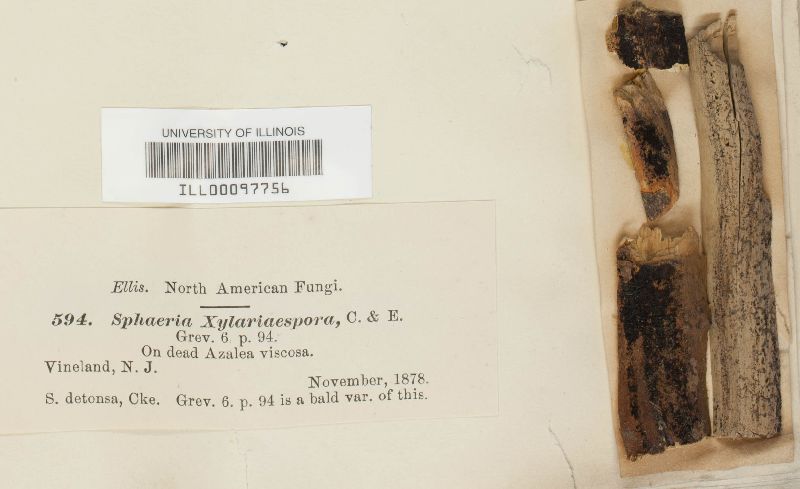 UNIVERSITY OF ILLINOIS
ILL00097756
Ellis. North American Fungi.
594. Sphaeria Xylariaespora, C. & E.
Grev. 6 p. 94.
On dead Azalea viscosa.
Vineland, N. J.
November, 1878.
S. detonsa, Cke. Grev. 6. p. 94 is a bald var. of this.